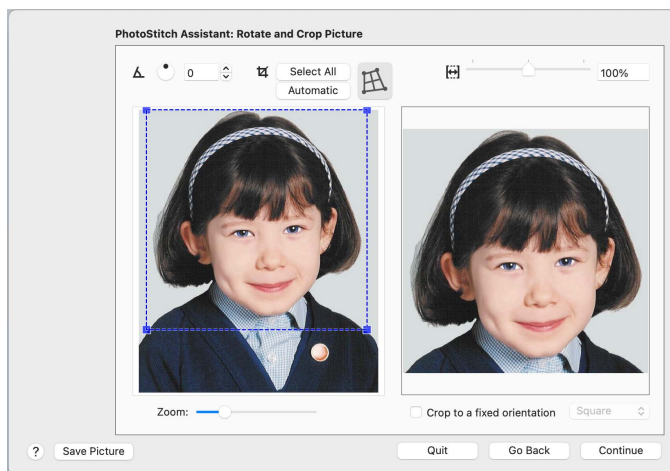 PhotoStitch Assistant: Rotate and Crop Picture
0
Select All
Automatic
100%
Zoom:
Crop to a fixed orientation
Square
?
Save Picture
Quit
Go Back
Continue